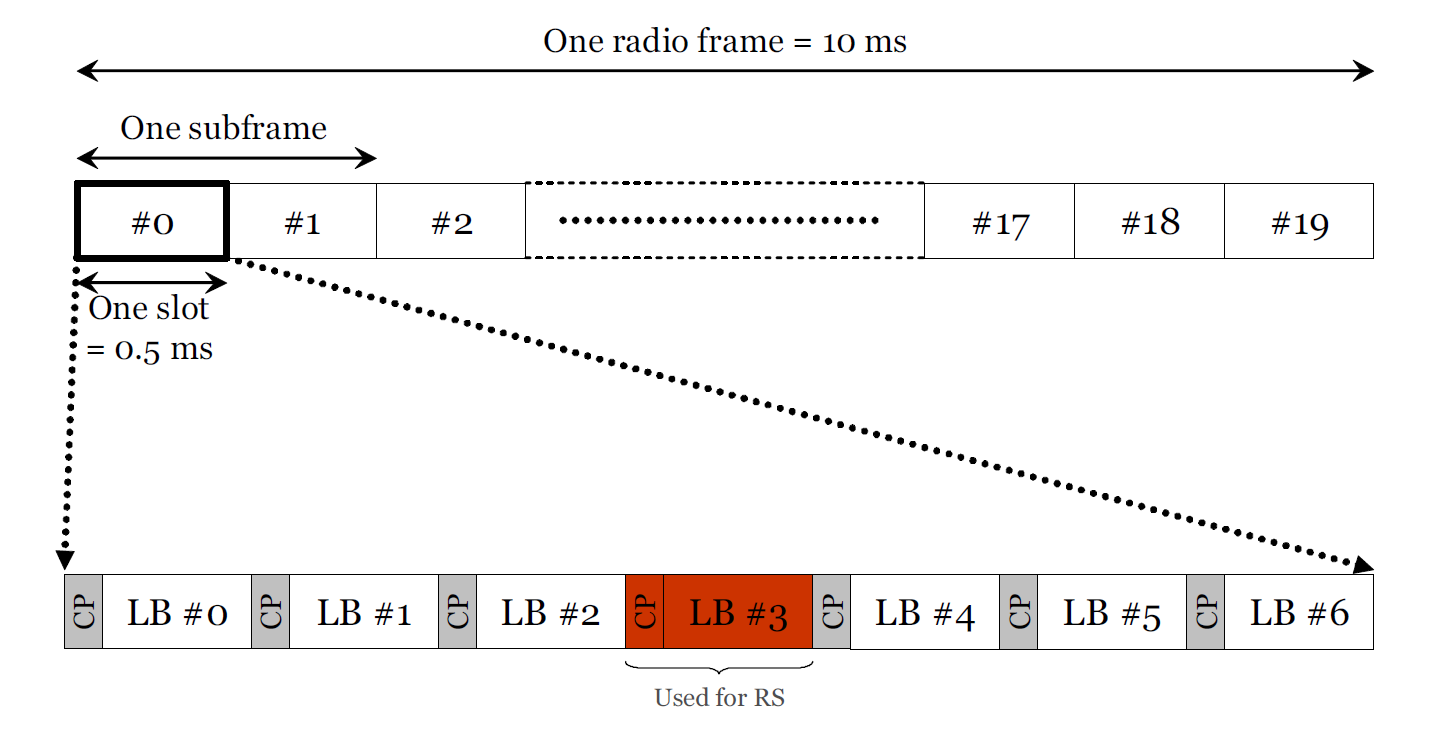 One radio frame = 10 ms
One subframe
#0 #1 #2 #17 #18 #19
One slot
= 0.5 ms
CP LB #0 CP LB #1 CP LB #2 CP LB #3 CP LB #4 CP LB #5 CP LB #6
Used for RS